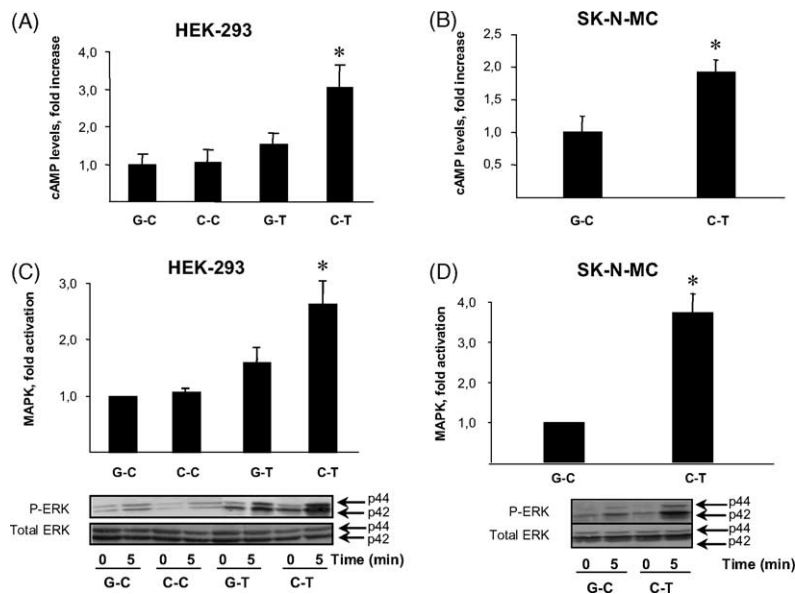 (A)
HEK-293
cAMP levels, fold increase
4,0
3,0
2,0
1,0
*
G-C C-C G-T C-T
(B)
SK-N-MC
cAMP levels, fold increase
2,5
2,0
1,5
1,0
0,5
*
G-C C-T
(C)
HEK-293
MAPK, fold activation
3,0
2,0
1,0
*
G-C C-C G-T C-T
P-ERK p44
p42
Total ERK p44
p42
0 5 0 5 0 5 0 5 Time (min)
G-C C-C G-T C-T
(D)
SK-N-MC
MAPK, fold activation
4,0
3,0
2,0
1,0
*
G-C C-T
P-ERK p44
p42
Total ERK p44
p42
0 5 0 5 Time (min)
G-C C-T